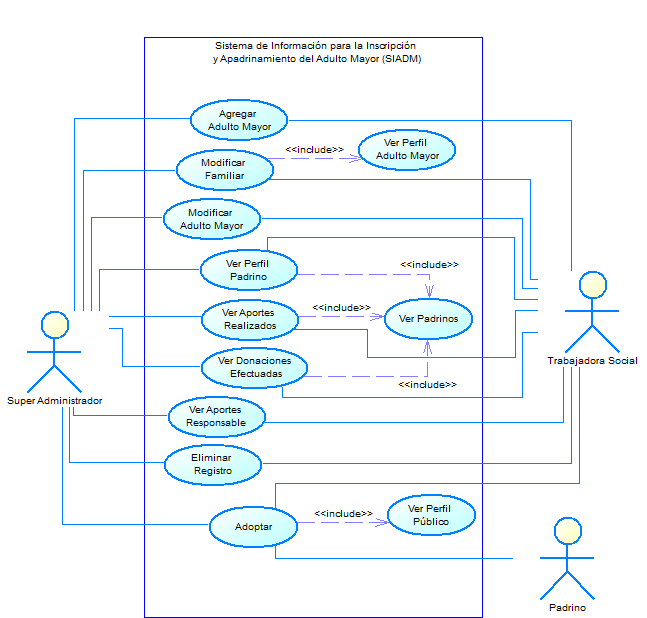 Sistema de Información para la Inscripción
y Apadrinamiento del Adulto Mayor (SIADM)
Agregar
Adulto Mayor
<<include>>
Ver Perfil
Adulto Mayor
Modificar
Familiar
Modificar
Adulto Mayor
Ver Perfil
Padrino
<<include>>
Ver Aportes
Realizados
<<include>>
Ver Padrinos
Ver Donaciones
Efectuadas
<<include>>
Super Administrador
Trabajadora Social
Ver Aportes
Responsable
Eliminar
Registro
Adoptar
<<include>>
Ver Perfil
Público
Padrino